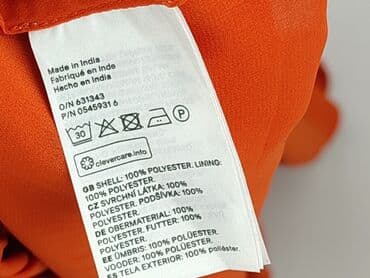 Made in India
Fabriqué en Inde
Hecho en India
O/N 631343
P/N 0545931 6
30
P
clevercare.info
GB SHELL: 100% POLYESTER. LINING:
100% POLYESTER.
CZ SVRCHNÍ LÁTKA: 100%
POLYESTER. PODŠÍVKA: 100%
POLYESTER.
DE OBERMATERIAL: 100%
POLYESTER. FUTTER: 100%
POLYESTER.
EE ÜMBRIS: 100% POLÜESTER.
VOODER: 100% POLÜESTER.
ES TELA EXTERIOR: 100% poliéster.